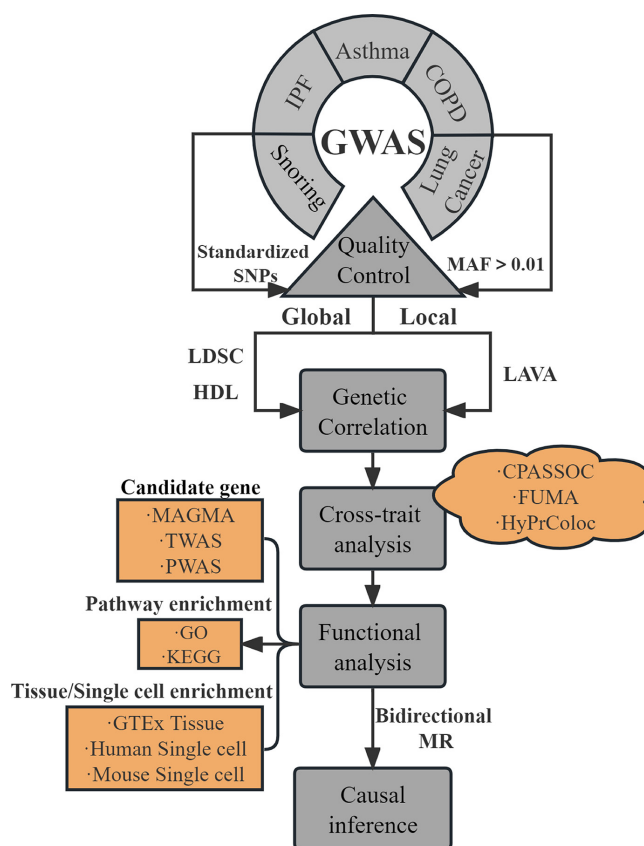 Asthma
IPF
COPD
GWAS
Snoring
Lung
Cancer
Quality
Control
Standardized
SNPs
MAF > 0.01
Global
Local
LDSC
HDL
LAVA
Genetic
Correlation
·CPASSOC
·FUMA
·HyPrColoc
Cross-trait
analysis
Candidate gene
·MAGMA
·TWAS
·PWAS
Pathway enrichment
·GO
·KEGG
Functional
analysis
Tissue/Single cell enrichment
·GTEx Tissue
·Human Single cell
·Mouse Single cell
Bidirectional
MR
Causal
inference